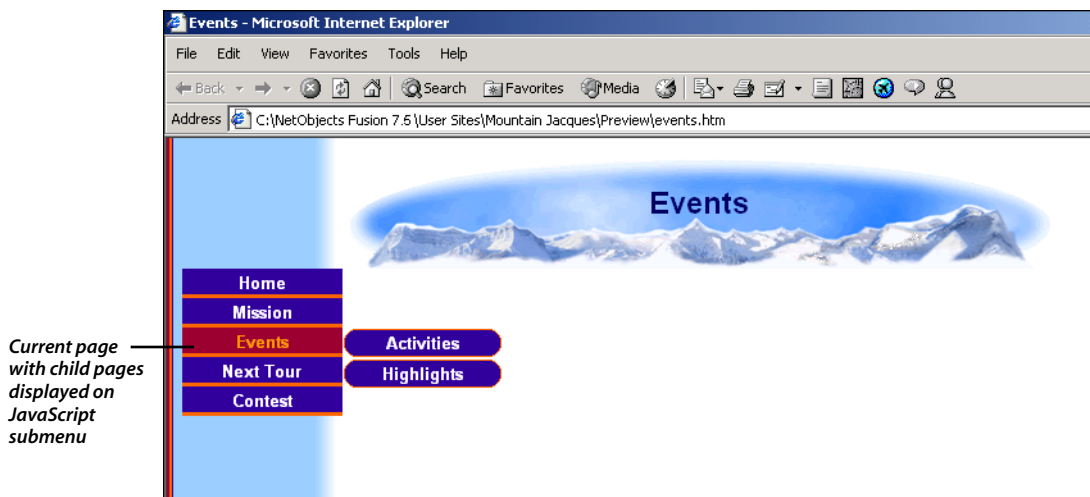 Events - Microsoft Internet Explorer
File Edit View Favorites Tools Help
Back Search Favorites Media
Address C:\NetObjects Fusion 7.5\User Sites\Mountain Jacques\Preview\events.htm
Events
Home
Mission
Events
Activities
Next Tour
Highlights
Contest
Current page
with child pages
displayed on
JavaScript
submenu